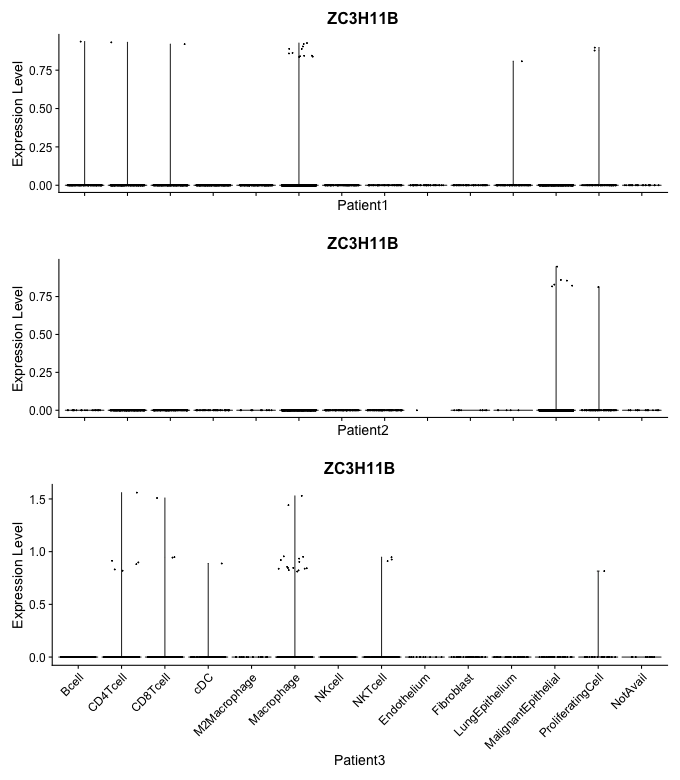 ZC3H11B
Expression Level
0.75
0.50
0.25
0.00
Patient1
ZC3H11B
Expression Level
0.75
0.50
0.25
0.00
Patient2
ZC3H11B
Expression Level
1.5
1.0
0.5
0.0
Bcell
CD4Tcell
CD8Tcell
cDC
M2Macrophage
Macrophage
NKcell
NKTcell
Endothelium
Fibroblast
LungEpithelium
MalignantEpithelial
ProliferatingCell
NotAvail
Patient3